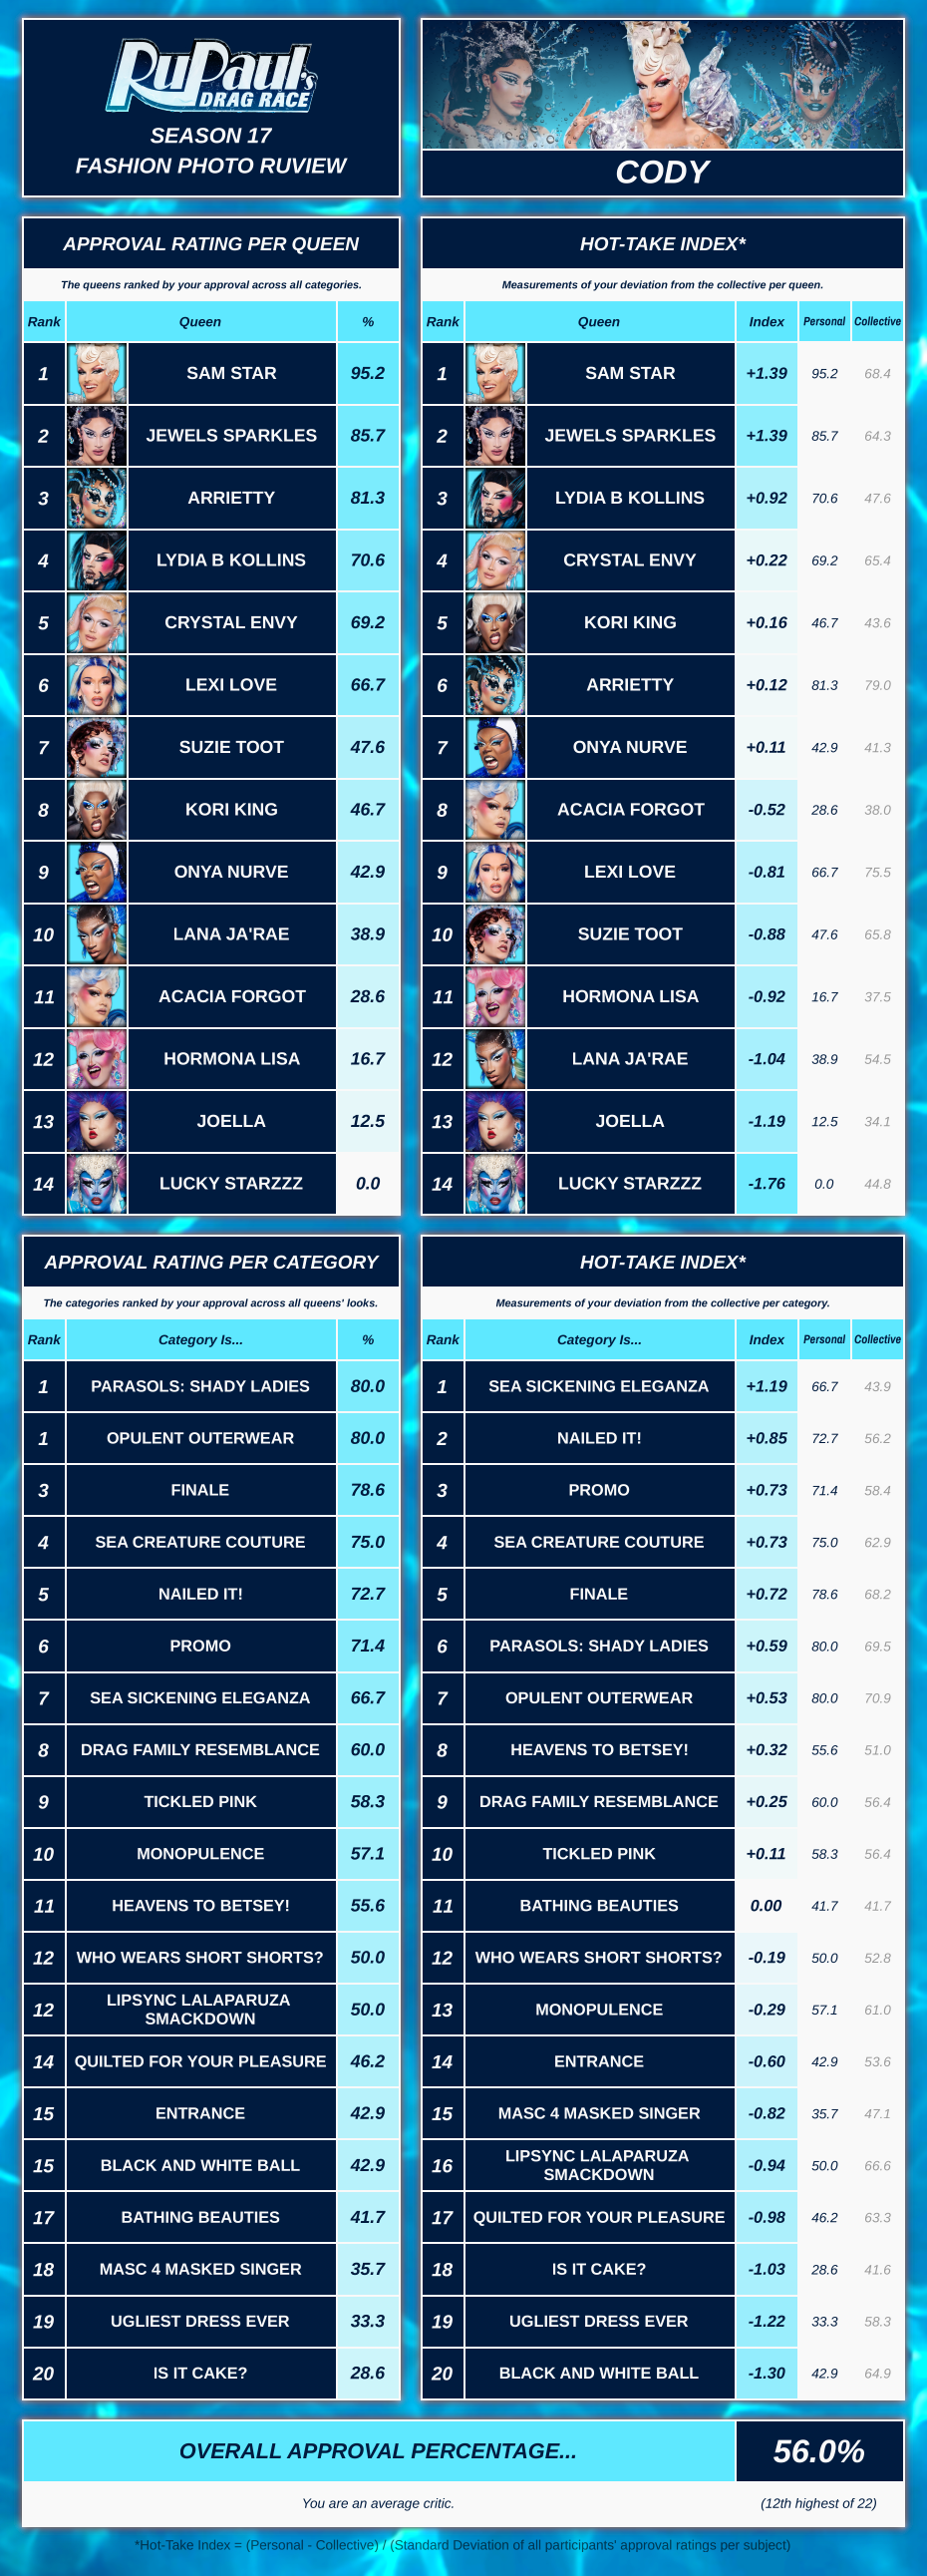 RuPaul's
DRAG RACE
SEASON 17
FASHION PHOTO RUVIEW
CODY
APPROVAL RATING PER QUEEN
The queens ranked by your approval across all categories.
Rank Queen %
1 SAM STAR 95.2
2 JEWELS SPARKLES 85.7
3 ARRIETTY 81.3
4 LYDIA B KOLLINS 70.6
5 CRYSTAL ENVY 69.2
6 LEXI LOVE 66.7
7 SUZIE TOOT 47.6
8 KORI KING 46.7
9 ONYA NURVE 42.9
10 LANA JA'RAE 38.9
11 ACACIA FORGOT 28.6
12 HORMONA LISA 16.7
13 JOELLA 12.5
14 LUCKY STARZZZ 0.0
HOT-TAKE INDEX*
Measurements of your deviation from the collective per queen.
Rank Queen Index Personal Collective
1 SAM STAR +1.39 95.2 68.4
2 JEWELS SPARKLES +1.39 85.7 64.3
3 LYDIA B KOLLINS +0.92 70.6 47.6
4 CRYSTAL ENVY +0.22 69.2 65.4
5 KORI KING +0.16 46.7 43.6
6 ARRIETTY +0.12 81.3 79.0
7 ONYA NURVE +0.11 42.9 41.3
8 ACACIA FORGOT -0.52 28.6 38.0
9 LEXI LOVE -0.81 66.7 75.5
10 SUZIE TOOT -0.88 47.6 65.8
11 HORMONA LISA -0.92 16.7 37.5
12 LANA JA'RAE -1.04 38.9 54.5
13 JOELLA -1.19 12.5 34.1
14 LUCKY STARZZZ -1.76 0.0 44.8
APPROVAL RATING PER CATEGORY
The categories ranked by your approval across all queens' looks.
Rank Category Is... %
1 PARASOLS: SHADY LADIES 80.0
1 OPULENT OUTERWEAR 80.0
3 FINALE 78.6
4 SEA CREATURE COUTURE 75.0
5 NAILED IT! 72.7
6 PROMO 71.4
7 SEA SICKENING ELEGANZA 66.7
8 DRAG FAMILY RESEMBLANCE 60.0
9 TICKLED PINK 58.3
10 MONOPULENCE 57.1
11 HEAVENS TO BETSEY! 55.6
12 WHO WEARS SHORT SHORTS? 50.0
12 LIPSYNC LALAPARUZA
SMACKDOWN 50.0
14 QUILTED FOR YOUR PLEASURE 46.2
15 ENTRANCE 42.9
15 BLACK AND WHITE BALL 42.9
17 BATHING BEAUTIES 41.7
18 MASC 4 MASKED SINGER 35.7
19 UGLIEST DRESS EVER 33.3
20 IS IT CAKE? 28.6
HOT-TAKE INDEX*
Measurements of your deviation from the collective per category.
Rank Category Is... Index Personal Collective
1 SEA SICKENING ELEGANZA +1.19 66.7 43.9
2 NAILED IT! +0.85 72.7 56.2
3 PROMO +0.73 71.4 58.4
4 SEA CREATURE COUTURE +0.73 75.0 62.9
5 FINALE +0.72 78.6 68.2
6 PARASOLS: SHADY LADIES +0.59 80.0 69.5
7 OPULENT OUTERWEAR +0.53 80.0 70.9
8 HEAVENS TO BETSEY! +0.32 55.6 51.0
9 DRAG FAMILY RESEMBLANCE +0.25 60.0 56.4
10 TICKLED PINK +0.11 58.3 56.4
11 BATHING BEAUTIES 0.00 41.7 41.7
12 WHO WEARS SHORT SHORTS? -0.19 50.0 52.8
13 MONOPULENCE -0.29 57.1 61.0
14 ENTRANCE -0.60 42.9 53.6
15 MASC 4 MASKED SINGER -0.82 35.7 47.1
16 LIPSYNC LALAPARUZA
SMACKDOWN -0.94 50.0 66.6
17 QUILTED FOR YOUR PLEASURE -0.98 46.2 63.3
18 IS IT CAKE? -1.03 28.6 41.6
19 UGLIEST DRESS EVER -1.22 33.3 58.3
20 BLACK AND WHITE BALL -1.30 42.9 64.9
OVERALL APPROVAL PERCENTAGE... 56.0%
You are an average critic. (12th highest of 22)
*Hot-Take Index = (Personal - Collective) / (Standard Deviation of all participants' approval ratings per subject)